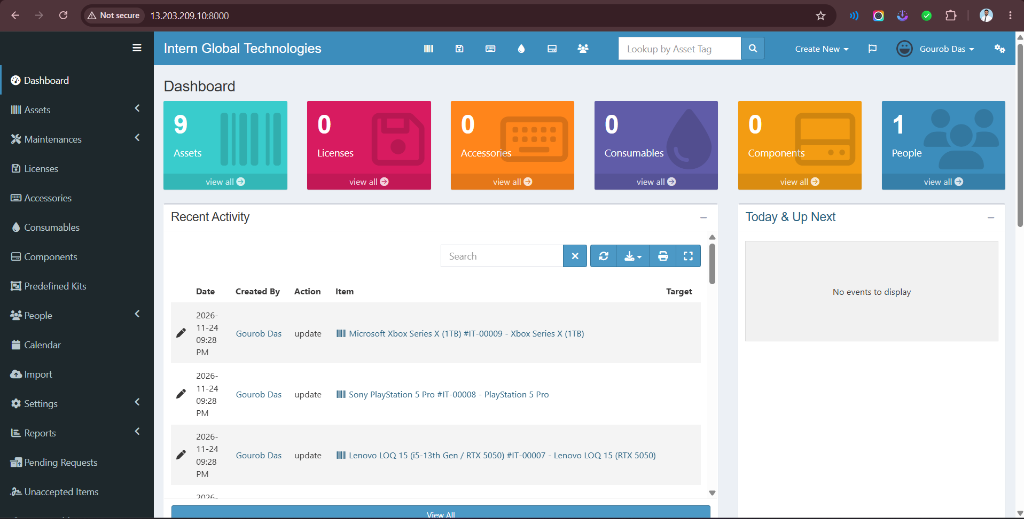 Not secure
13.203.209.10:8000
Intern Global Technologies
Lookup by Asset Tag
Create New
Gourob Das
Dashboard
Assets
Maintenances
Licenses
Accessories
Consumables
Components
Predefined Kits
People
Calendar
Import
Settings
Reports
Pending Requests
Unaccepted Items
Dashboard
9
Assets
view all
0
Licenses
view all
0
Accessories
view all
0
Consumables
view all
0
Components
view all
1
People
view all
Recent Activity
Search
Date Created By Action Item Target
2026-
11-24
09:28
PM
Gourob Das update Microsoft Xbox Series X (1TB) #IT-00009 - Xbox Series X (1TB)
2026-
11-24
09:28
PM
Gourob Das update Sony PlayStation 5 Pro #IT-00008 - PlayStation 5 Pro
2026-
11-24
09:28
PM
Gourob Das update Lenovo LOQ 15 (i5-13th Gen / RTX 5050) #IT-00007 - Lenovo LOQ 15 (RTX 5050)
2026-
View All
Today & Up Next
No events to display